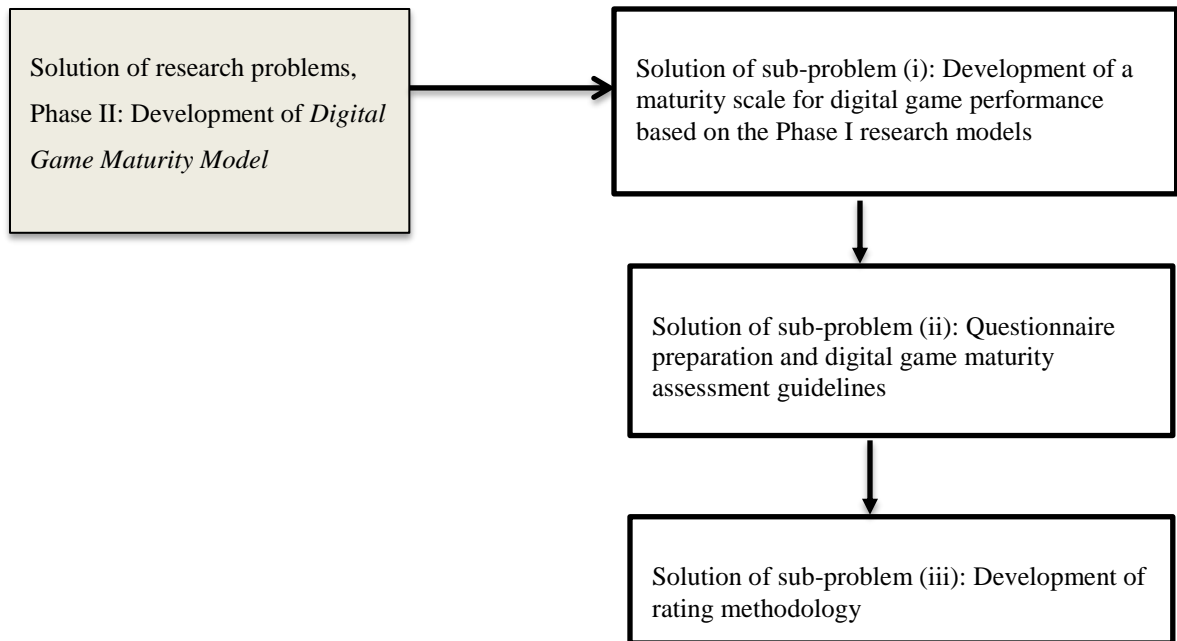 Solution of research problems,
Phase II: Development of Digital
Game Maturity Model
Solution of sub-problem (i): Development of a
maturity scale for digital game performance
based on the Phase I research models
Solution of sub-problem (ii): Questionnaire
preparation and digital game maturity
assessment guidelines
Solution of sub-problem (iii): Development of
rating methodology